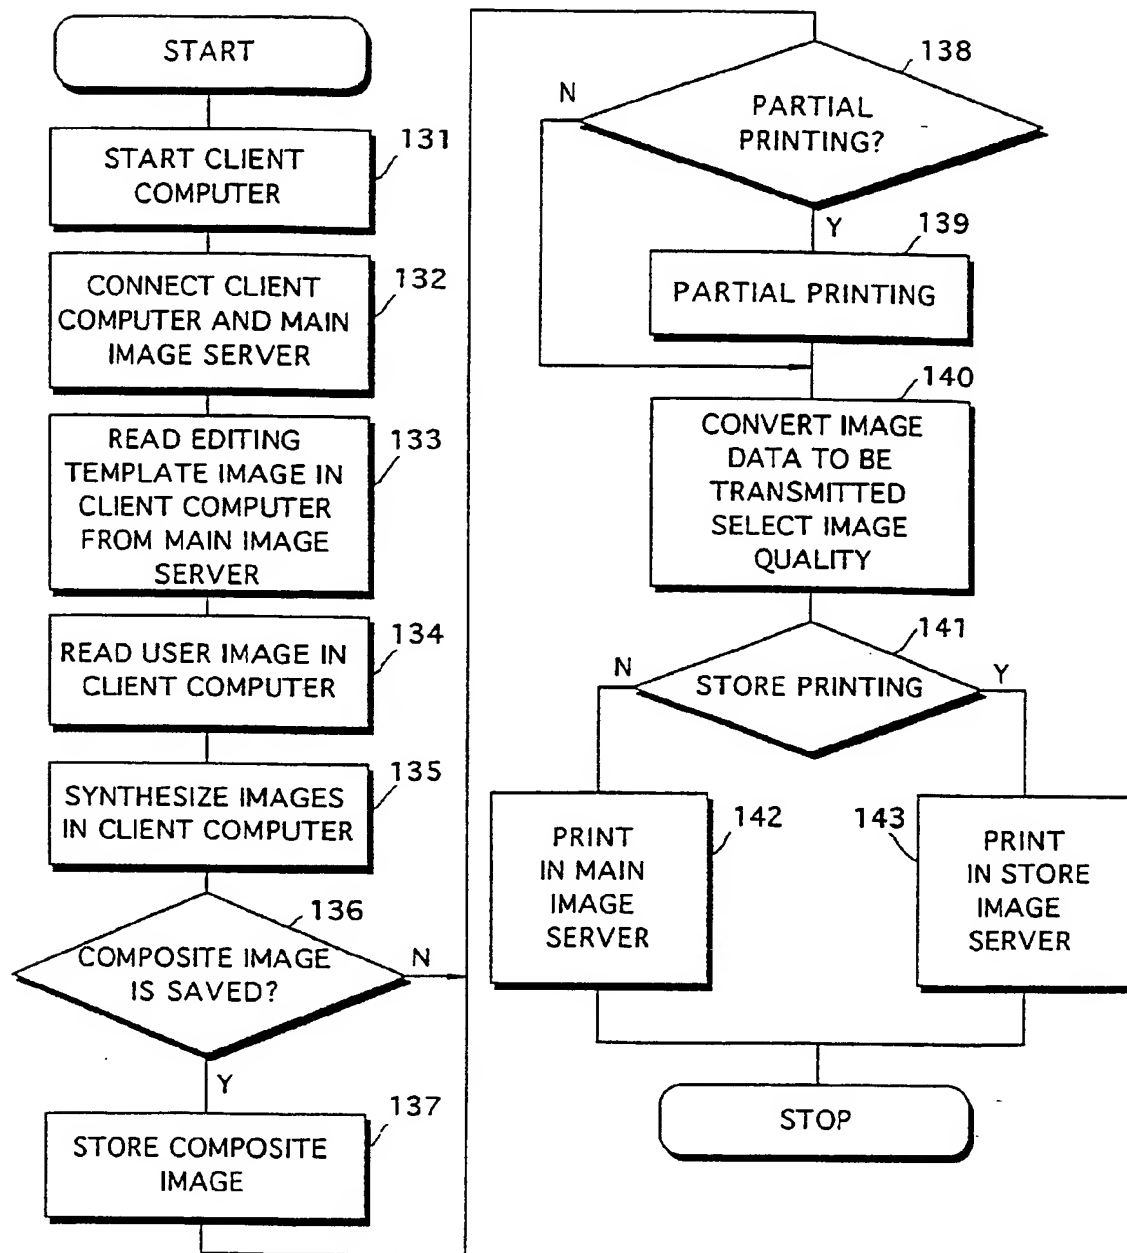 START
131
START CLIENT
COMPUTER
132
CONNECT CLIENT
COMPUTER AND MAIN
IMAGE SERVER
133
READ EDITING
TEMPLATE IMAGE IN
CLIENT COMPUTER
FROM MAIN IMAGE
SERVER
134
READ USER IMAGE IN
CLIENT COMPUTER
135
SYNTHESIZE IMAGES
IN CLIENT COMPUTER
136
COMPOSITE IMAGE
IS SAVED?
N
Y
137
STORE COMPOSITE
IMAGE
138
N
PARTIAL
PRINTING?
Y
139
PARTIAL PRINTING
140
CONVERT IMAGE
DATA TO BE
TRANSMITTED
SELECT IMAGE
QUALITY
141
N
STORE PRINTING
Y
142
PRINT
IN MAIN
IMAGE
SERVER
143
PRINT
IN STORE
IMAGE
SERVER
STOP